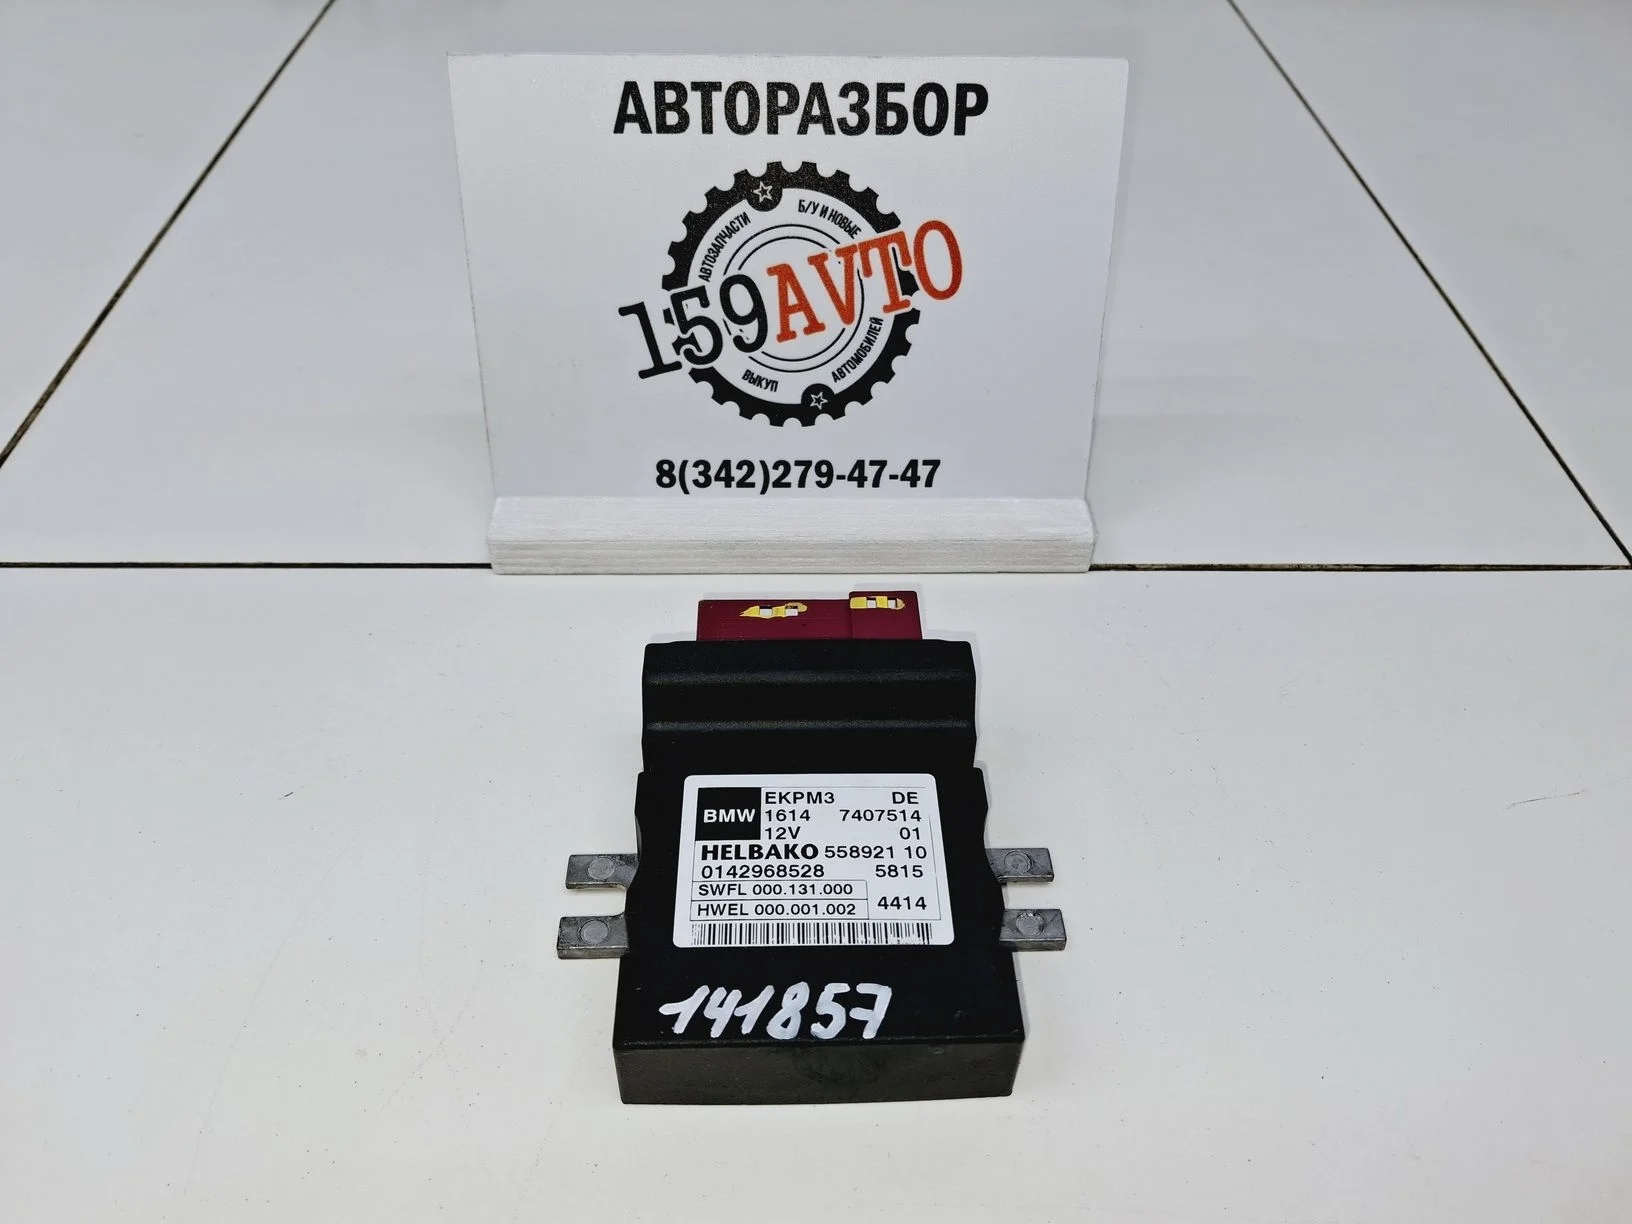 АВТОРАЗБОР
АВТОЗАПЧАСТИ
Б/У И НОВЫЕ
159AVTO
ВЫКУП
АВТОМОБИЛЕЙ
8(342)279-47-47
BMW
EKPM3 DE
1614 7407514
12V 01
HELBAKO 558921 10
0142968528 5815
SWFL 000.131.000
HWEL 000.001.002 4414
141857